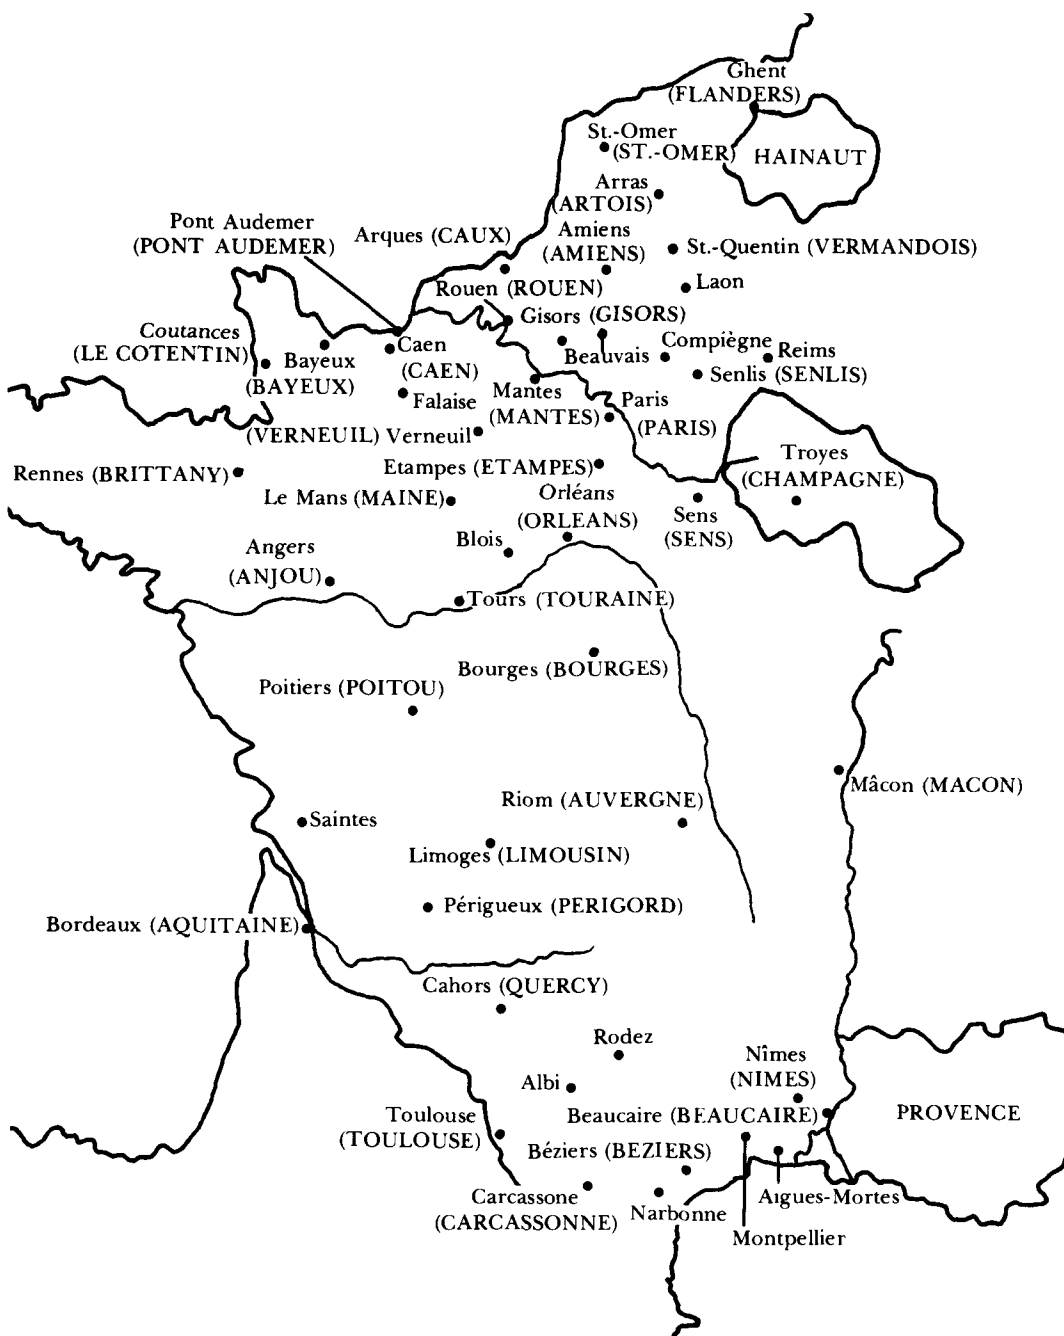 Ghent
(FLANDERS)
St.-Omer
(ST.-OMER)
HAINAUT
Arras
(ARTOIS)
Pont Audemer
(PONT AUDEMER)
Arques (CAUX)
Amiens
(AMIENS)
St.-Quentin (VERMANDOIS)
Laon
Rouen (ROUEN)
Gisors (GISORS)
Coutances
(LE COTENTIN)
Bayeux
(BAYEUX)
Caen
(CAEN)
Beauvais
Compiègne
Reims
Senlis (SENLIS)
Falaise
Mantes
(MANTES)
Paris
(PARIS)
(VERNEUIL) Verneuil
Troyes
(CHAMPAGNE)
Rennes (BRITTANY)
Etampes (ETAMPES)
Le Mans (MAINE)
Orléans
(ORLEANS)
Sens
(SENS)
Blois
Angers
(ANJOU)
Tours (TOURAINE)
Bourges (BOURGES)
Poitiers (POITOU)
Mâcon (MACON)
Riom (AUVERGNE)
Saintes
Limoges (LIMOUSIN)
Périgueux (PERIGORD)
Bordeaux (AQUITAINE)
Cahors (QUERCY)
Rodez
Nîmes
(NIMES)
Albi
Beaucaire (BEAUCAIRE)
PROVENCE
Toulouse
(TOULOUSE)
Béziers (BEZIERS)
Carcassone
(CARCASSONNE)
Narbonne
Aigues-Mortes
Montpellier